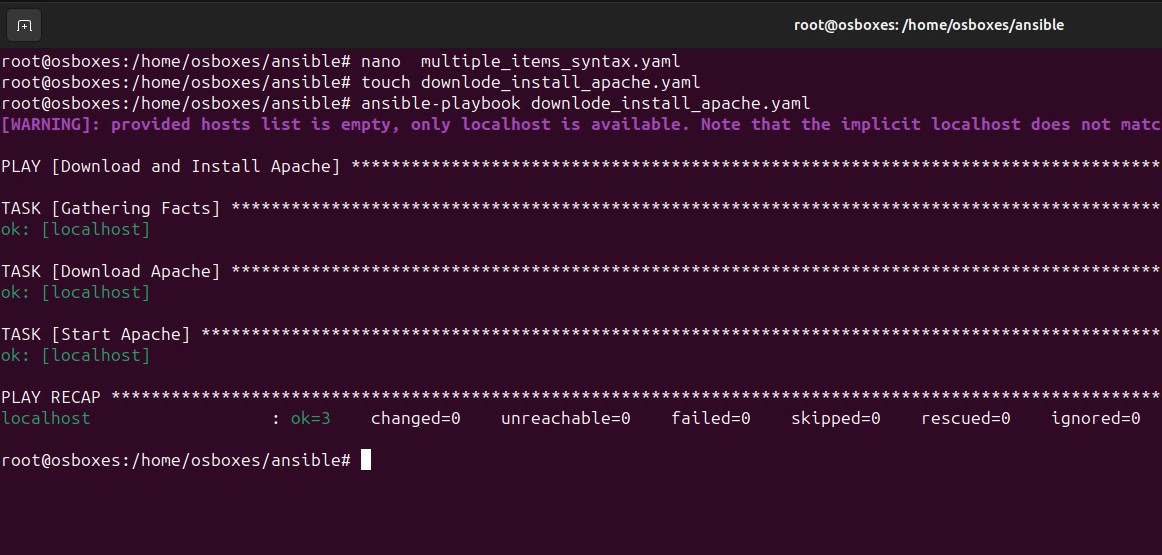 root@osboxes: /home/osboxes/ansible
root@osboxes:/home/osboxes/ansible# nano  multiple_items_syntax.yaml
root@osboxes:/home/osboxes/ansible# touch downlode_install_apache.yaml
root@osboxes:/home/osboxes/ansible# ansible-playbook downlode_install_apache.yaml
[WARNING]: provided hosts list is empty, only localhost is available. Note that the implicit localhost does not matc
PLAY [Download and Install Apache] *********************************************************************************
TASK [Gathering Facts] *********************************************************************************************
ok: [localhost]
TASK [Download Apache] *********************************************************************************************
ok: [localhost]
TASK [Start Apache] ************************************************************************************************
ok: [localhost]
PLAY RECAP *********************************************************************************************************
localhost                  : ok=3    changed=0    unreachable=0    failed=0    skipped=0    rescued=0    ignored=0
root@osboxes:/home/osboxes/ansible#